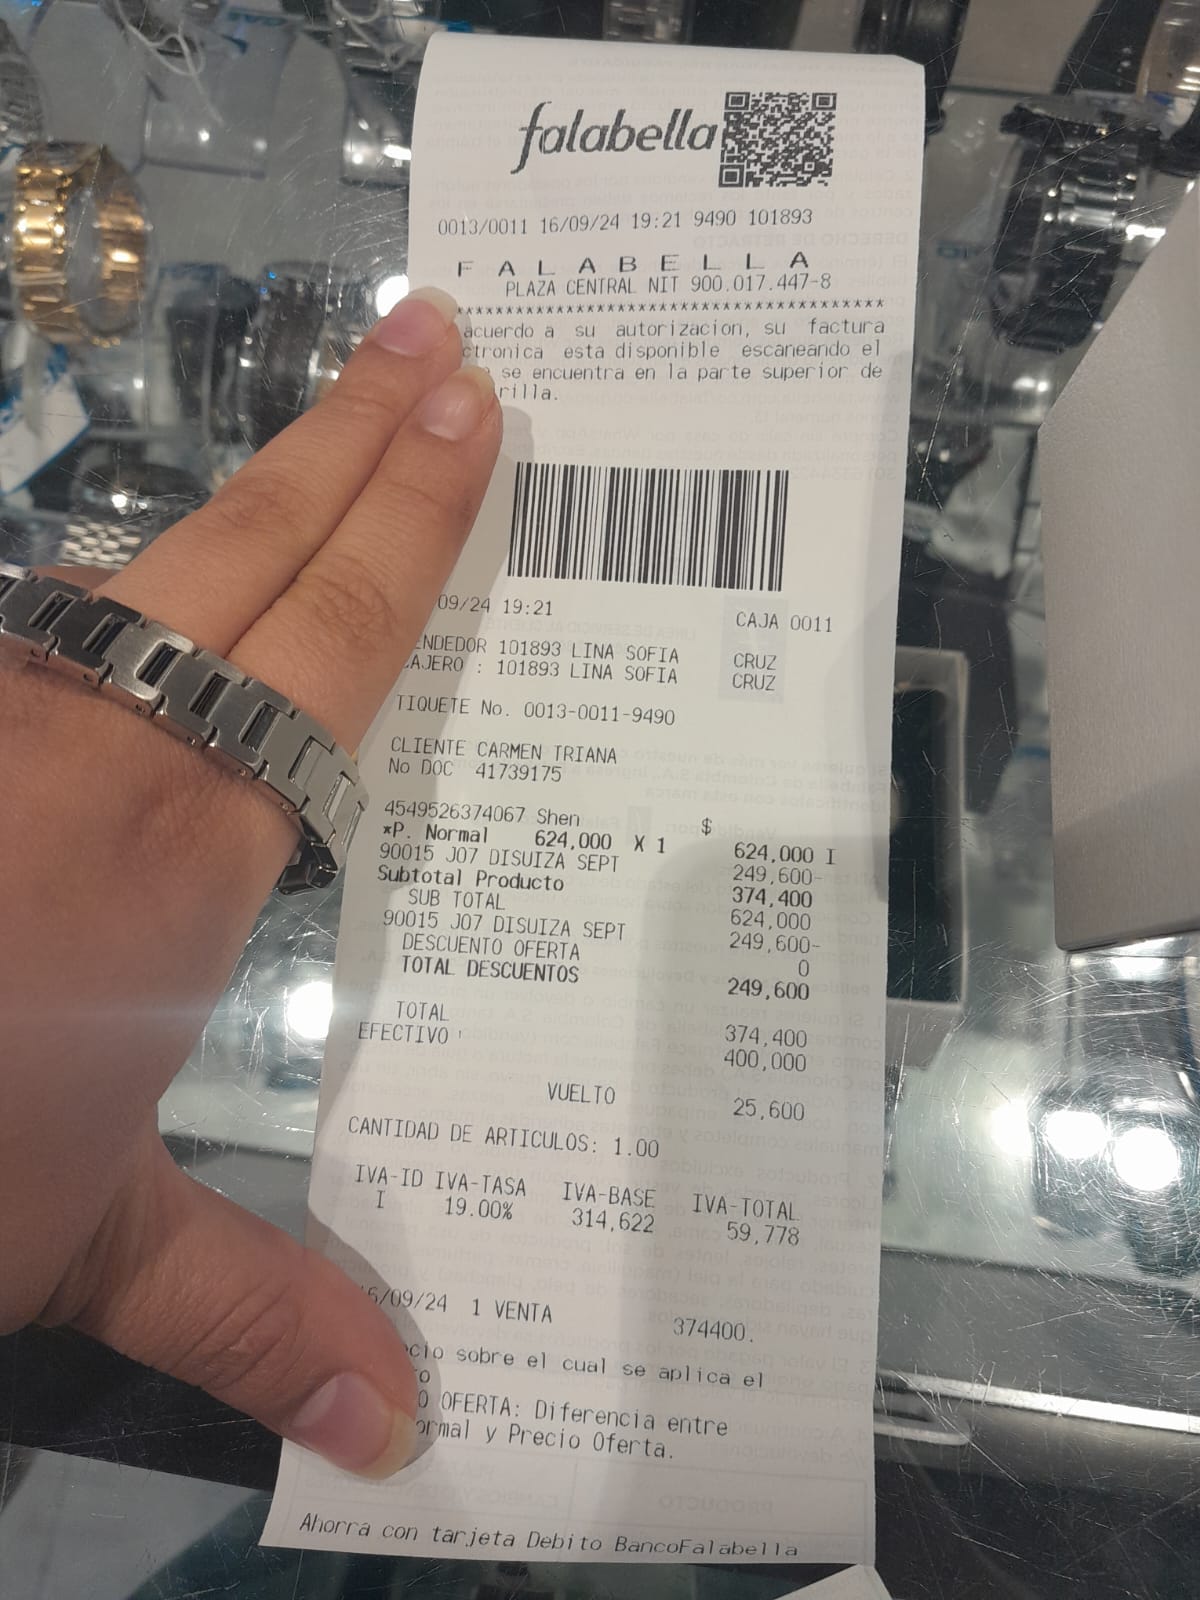 falabella
0013/0011 16/09/24 19:21 9490 101893
F A L A B E L L A
PLAZA CENTRAL NIT 900.017.447-8
acuerdo a su autorizacion, su factura
ctronica esta disponible escaneando el
se encuentra en la parte superior de
rilla.
09/24 19:21 CAJA 0011
ENDEDOR 101893 LINA SOFIA CRUZ
CAJERO : 101893 LINA SOFIA CRUZ
TIQUETE No. 0013-0011-9490
CLIENTE CARMEN TRIANA
No DOC 41739175
4549526374067 Shen $
*P. Normal 624,000 X 1 624,000 I
90015 J07 DISUIZA SEPT 249,600-
Subtotal Producto 374,400
SUB TOTAL 624,000
90015 J07 DISUIZA SEPT 249,600-
DESCUENTO OFERTA 0
TOTAL DESCUENTOS 249,600
TOTAL 374,400
EFECTIVO 400,000
VUELTO 25,600
CANTIDAD DE ARTICULOS: 1.00
IVA-ID IVA-TASA IVA-BASE IVA-TOTAL
I 19.00% 314,622 59,778
/09/24 1 VENTA 374400.
cio sobre el cual se aplica el
o
O OFERTA: Diferencia entre
ormal y Precio Oferta.
Ahorra con tarjeta Debito BancoFalabella